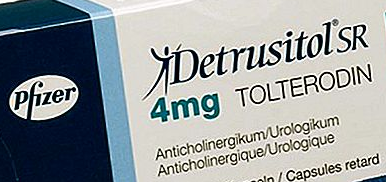 Pfizer
Detrusitol® SR
4mg TOLTERODIN
Anticholinergikum/Urologikum
Anticholinergique/Urologique
/ Capsules retard